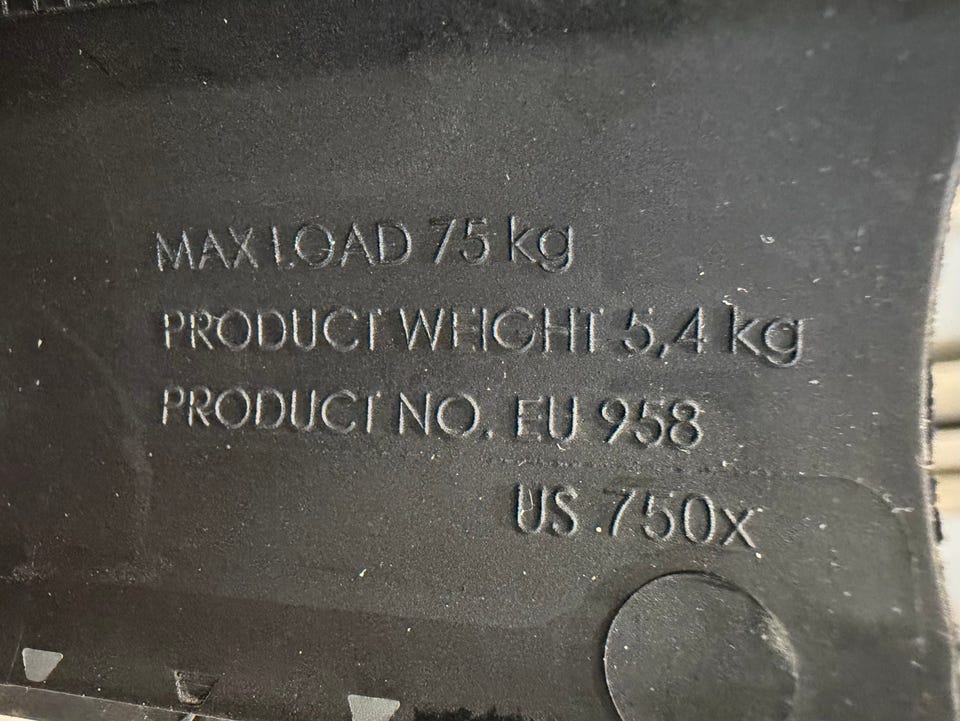 MAX LOAD 75 kg
PRODUCT WEIGHT 5,4 kg
PRODUCT NO. EU 958
US 750x